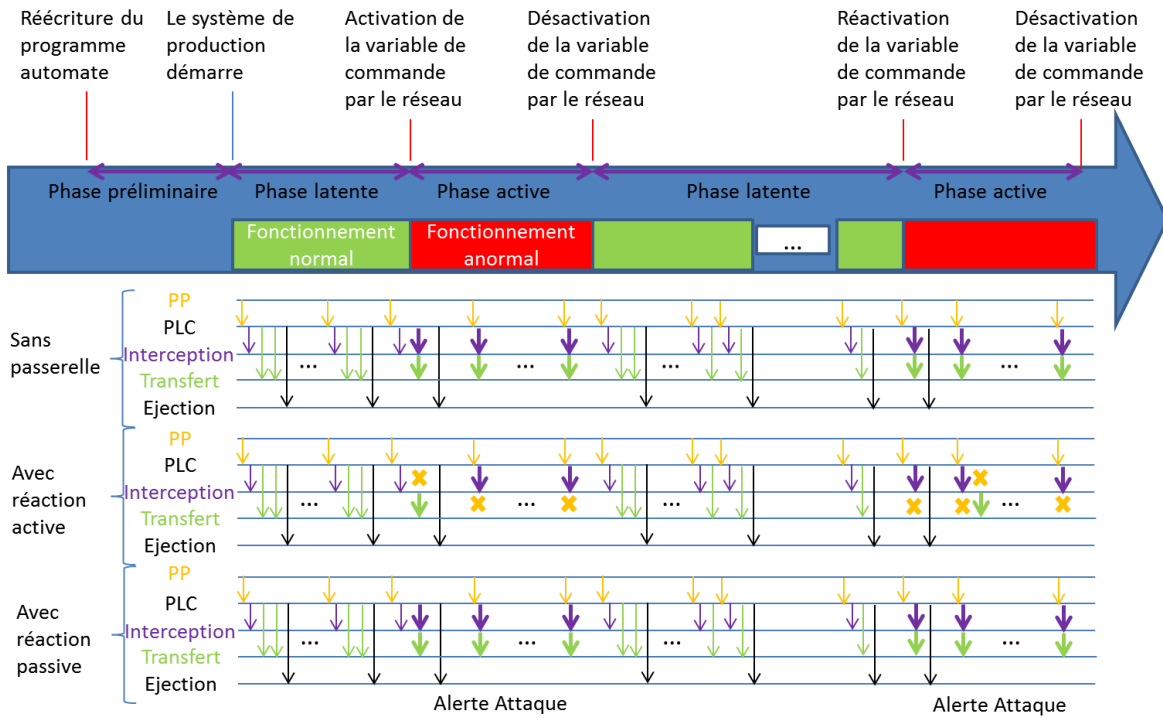 Réécriture du
programme
automate
Le système de
production
démarre
Activation de
la variable de
commande
par le réseau
Désactivation
de la variable
de commande
par le réseau
Réactivation
de la variable
de commande
par le réseau
Désactivation
de la variable
de commande
par le réseau
Phase préliminaire
Phase latente
Phase active
Phase latente
Phase active
Fonctionnement
normal
Fonctionnement
anormal
...
Sans
passerelle
PP
PLC
Interception
Transfert
Ejection
... ... ... ...
Avec
réaction
active
PP
PLC
Interception
Transfert
Ejection
... ... ... ...
Avec
réaction
passive
PP
PLC
Interception
Transfert
Ejection
... ... ... ...
Alerte Attaque
Alerte Attaque